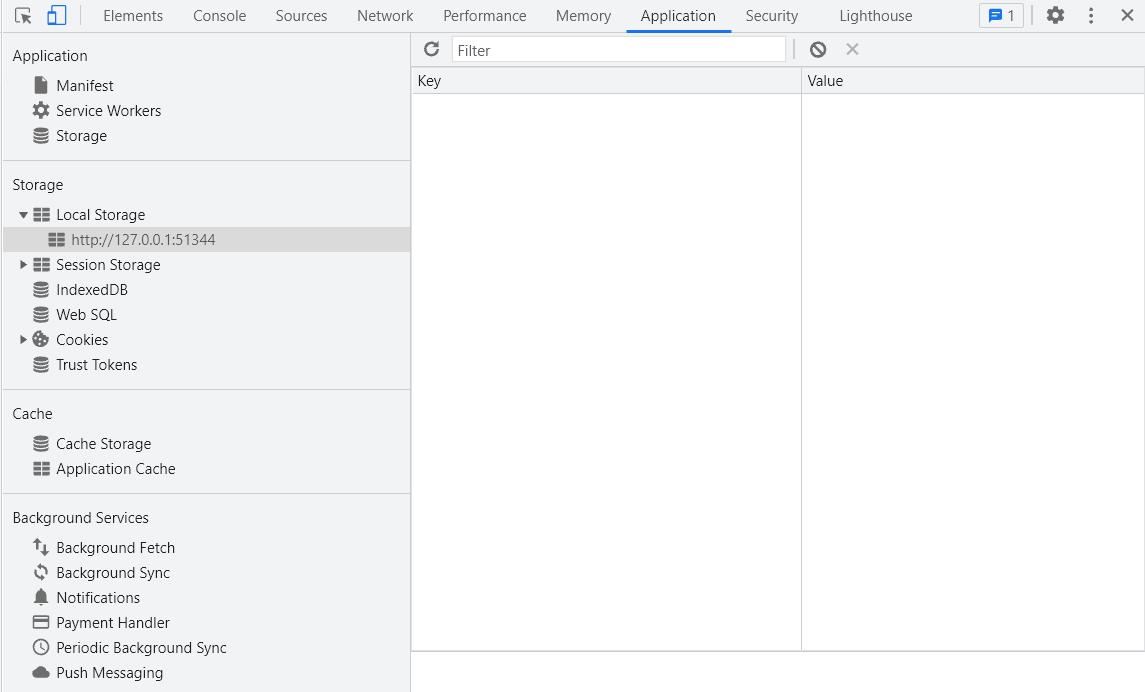 Elements Console Sources Network Performance Memory Application Security Lighthouse 1
Application
Manifest
Service Workers
Storage
Storage
Local Storage
http://127.0.0.1:51344
Session Storage
IndexedDB
Web SQL
Cookies
Trust Tokens
Cache
Cache Storage
Application Cache
Background Services
Background Fetch
Background Sync
Notifications
Payment Handler
Periodic Background Sync
Push Messaging
Filter
Key Value